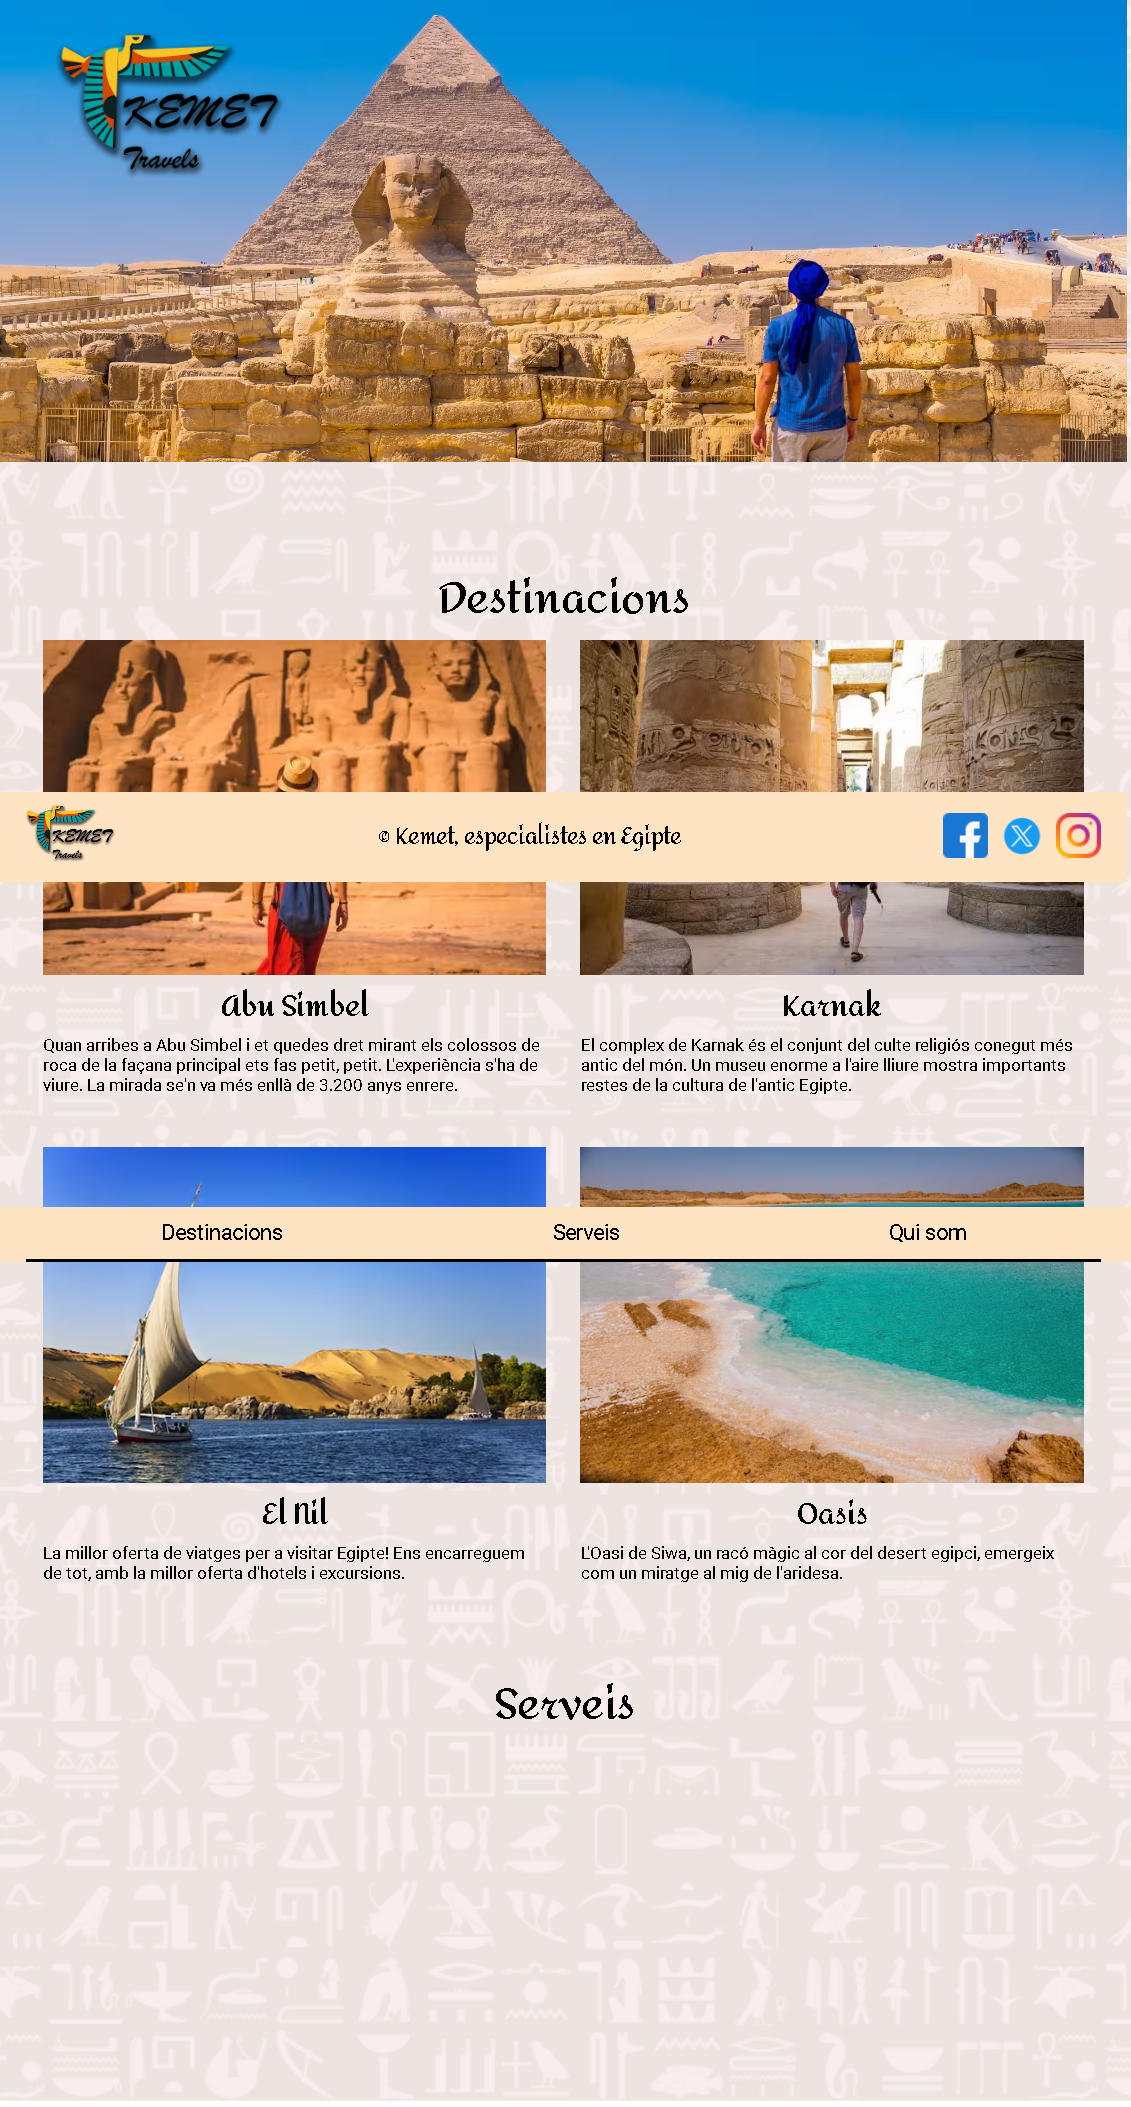 KEMET
Travels
Destinacions
KEMET
Travels
© Kemet, especialistes en Egipte
Abu Simbel
Quan arribes a Abu Simbel i et quedes dret mirant els colossos de
roca de la façana principal ets fas petit, petit. L'experiència s'ha de
viure. La mirada se'n va més enllà de 3.200 anys enrere.
Karnak
El complex de Karnak és el conjunt del culte religiós conegut més
antic del món. Un museu enorme a l'aire lliure mostra importants
restes de la cultura de l'antic Egipte.
Destinacions
Serveis
Qui som
El Nil
La millor oferta de viatges per a visitar Egipte! Ens encarreguem
de tot, amb la millor oferta d'hotels i excursions.
Oasis
L'Oasi de Siwa, un racó màgic al cor del desert egipci, emergeix
com un miratge al mig de l'aridesa.
Serveis